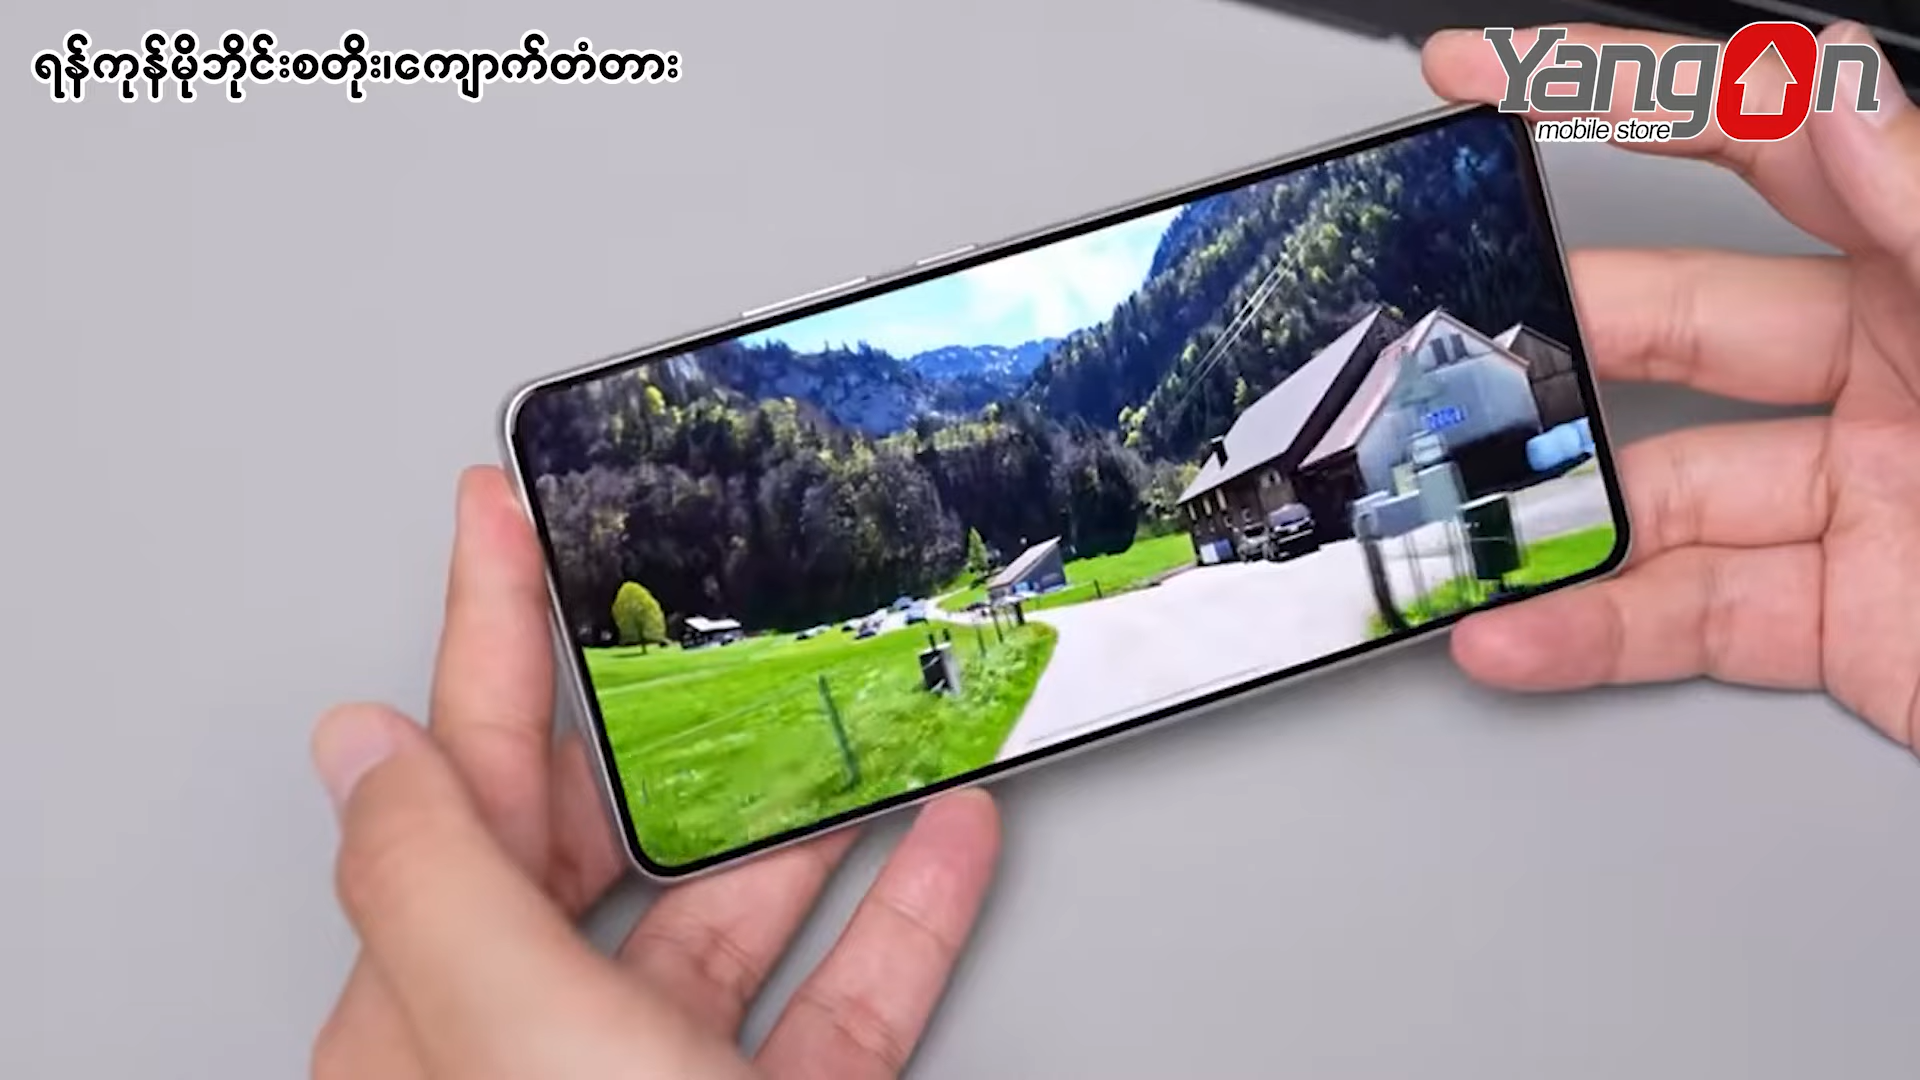 ရန်ကုန်မိုဘိုင်းစတိုး၊ကျောက်တံတား
Yangon
mobile store